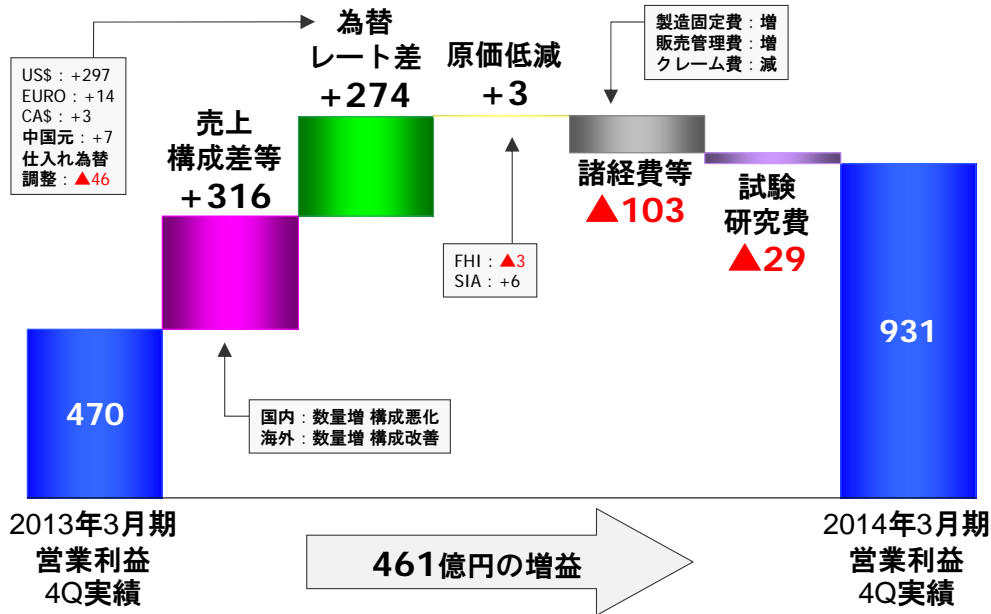 為替
レート差
+274
US$：+297
EURO：+14
CA$：+3
中国元：+7
仕入れ為替
調整：▲46
売上
構成差等
+316
原価低減
+3
製造固定費：増
販売管理費：増
クレーム費：減
諸経費等
▲103
試験
研究費
▲29
FHI：▲3
SIA：+6
国内：数量増 構成悪化
海外：数量増 構成改善
470
931
2013年3月期
営業利益
4Q実績
461億円の増益
2014年3月期
営業利益
4Q実績